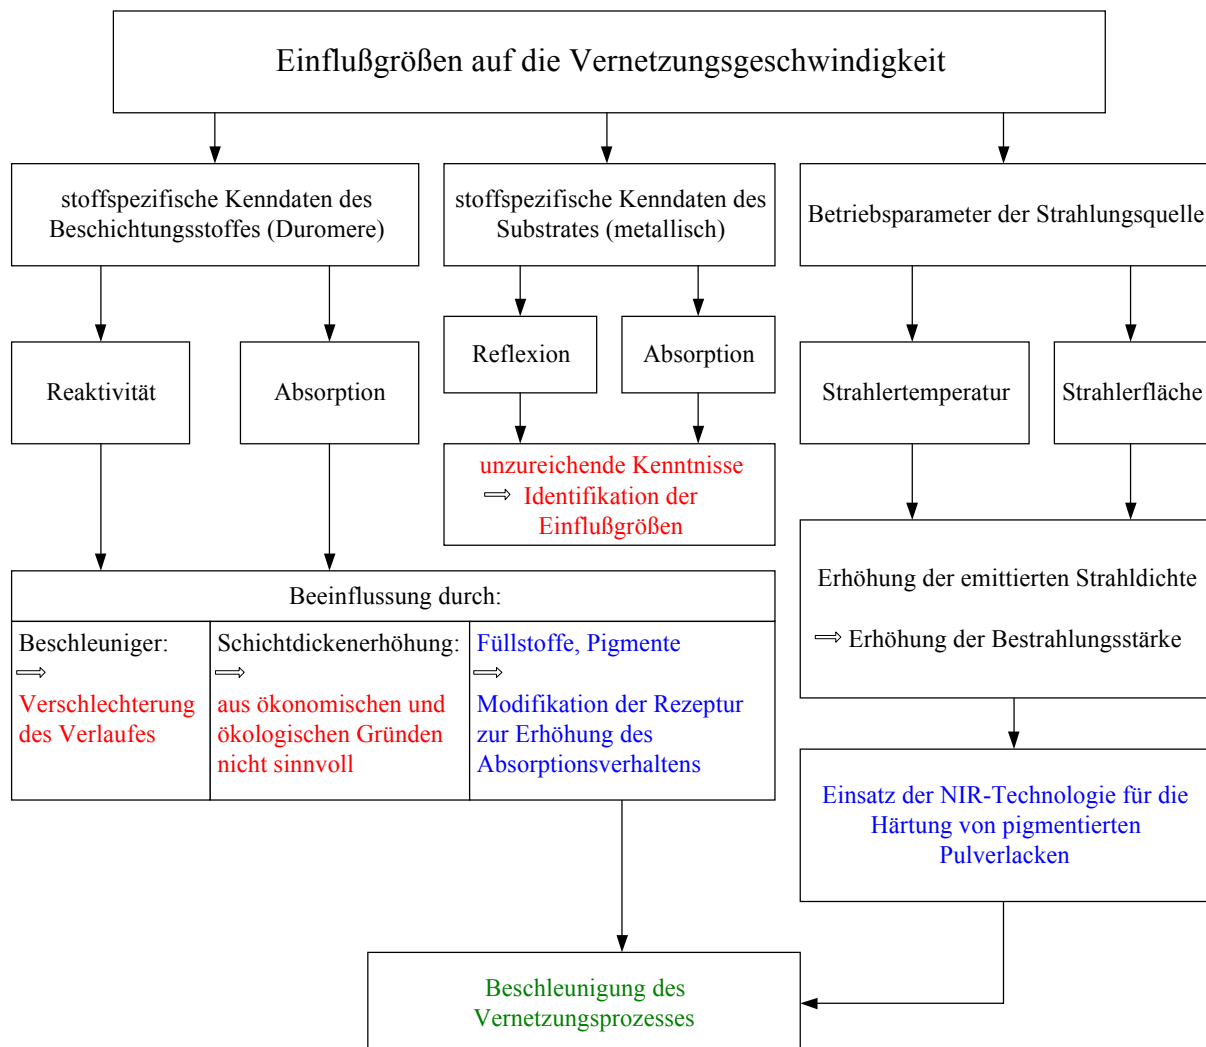 Einflußgrößen auf die Vernetzungsgeschwindigkeit
stoffspezifische Kenndaten des
Beschichtungsstoffes (Duromere)
stoffspezifische Kenndaten des
Substrates (metallisch)
Betriebsparameter der Strahlungsquelle
Reaktivität
Absorption
Reflexion
Absorption
Strahlertemperatur
Strahlerfläche
unzureichende Kenntnisse
⇒ Identifikation der
Einflußgrößen
Beeinflussung durch:
Beschleuniger:
⇒
Verschlechterung
des Verlaufes
Schichtdickenerhöhung:
⇒
aus ökonomischen und
ökologischen Gründen
nicht sinnvoll
Füllstoffe, Pigmente
⇒
Modifikation der Rezeptur
zur Erhöhung des
Absorptionsverhaltens
Erhöhung der emittierten Strahldichte
⇒ Erhöhung der Bestrahlungsstärke
Einsatz der NIR-Technologie für die
Härtung von pigmentierten
Pulverlacken
Beschleunigung des
Vernetzungsprozesses